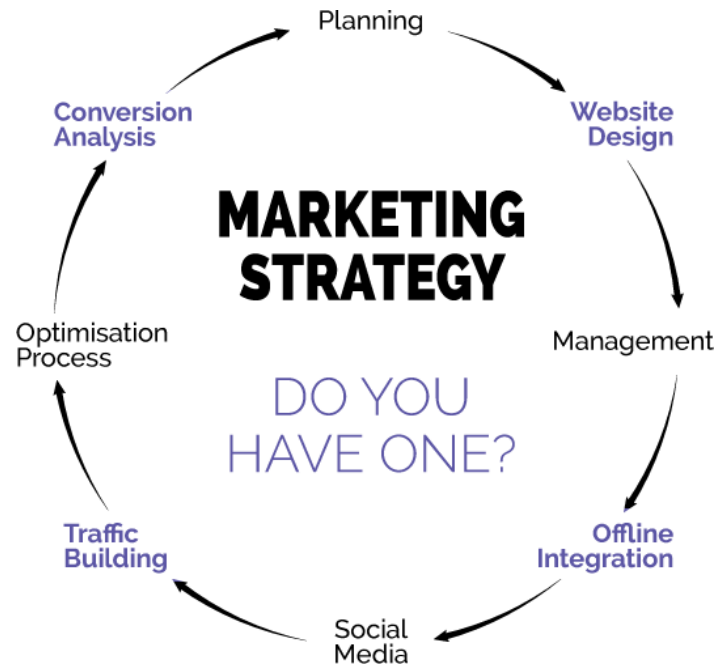 Planning
Website
Design
Management
Offline
Integration
Social
Media
Traffic
Building
Optimisation
Process
Conversion
Analysis
MARKETING
STRATEGY
DO YOU
HAVE ONE?